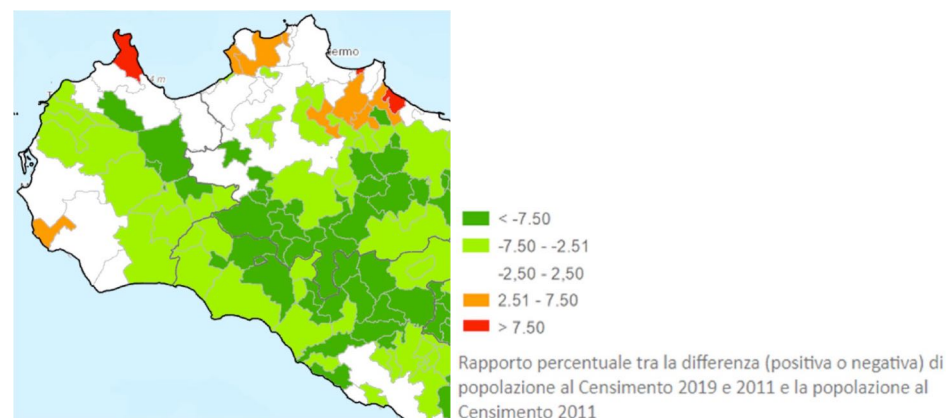 ermo
< -7.50
-7.50 - -2.51
-2,50 - 2,50
2.51 - 7.50
> 7.50
Rapporto percentuale tra la differenza (positiva o negativa) di
popolazione al Censimento 2019 e 2011 e la popolazione al
Censimento 2011